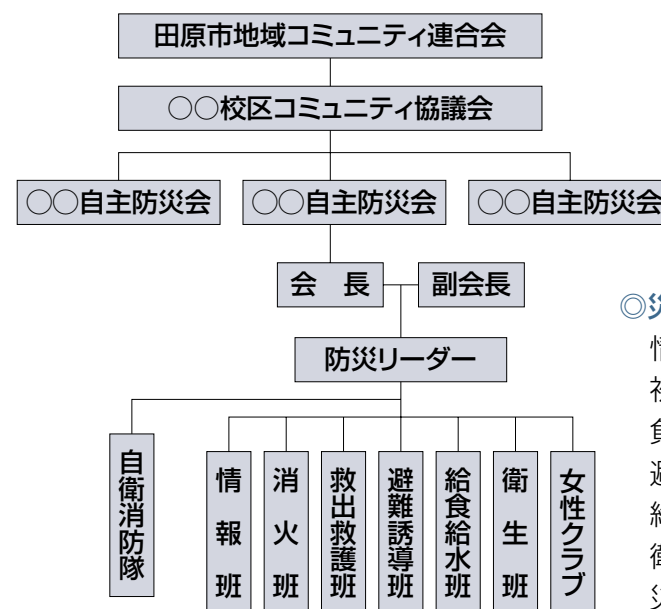 田原市地域コミュニティ連合会
○○校区コミュニティ協議会
○○自主防災会
○○自主防災会
○○自主防災会
会 長
副会長
防災リーダー
自衛消防隊
情報班
消火班
救出救護班
避難誘導班
給食給水班
衛生班
女性クラブ
◎災